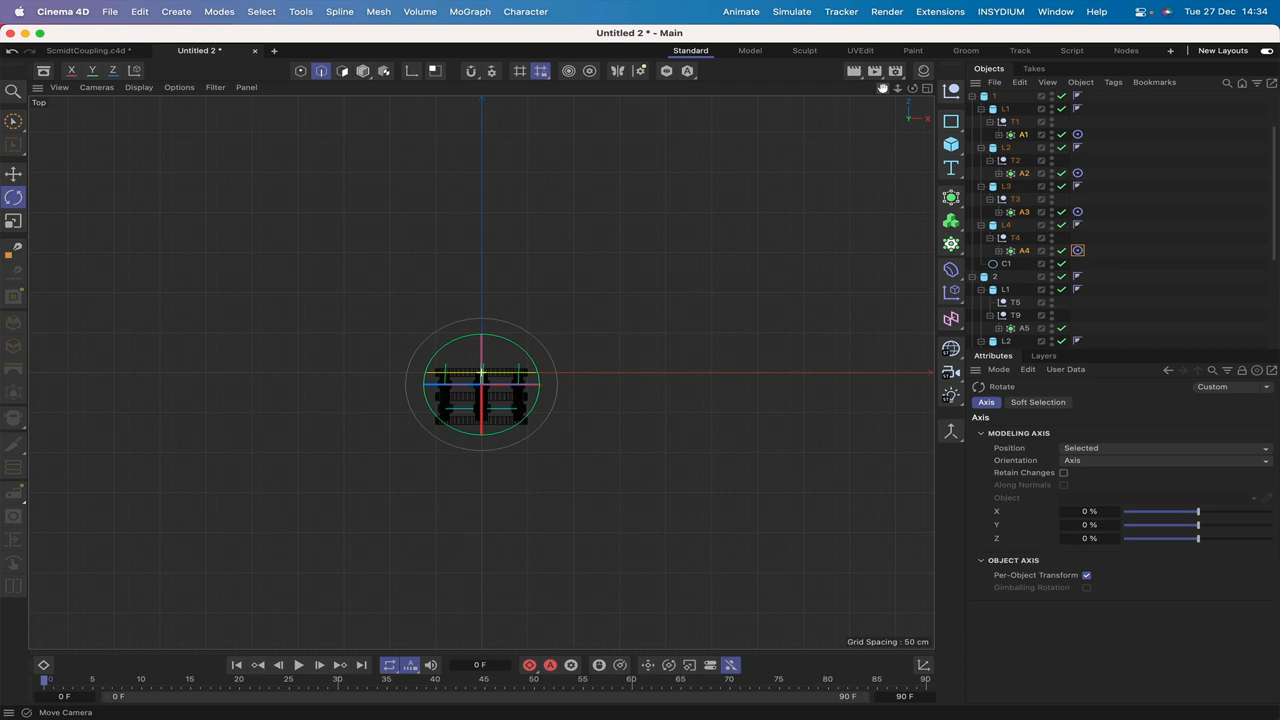 Cinema 4D File Edit Create Modes Select Tools Spline Mesh Volume MoGraph Character Animate Simulate Tracker Render Extensions INSYDIUM Window Help Tue 27 Dec 14:34
Untitled 2 * - Main
ScrmidtCoupling.c4d * Untitled 2 * Standard Model Sculpt UVEdit Paint Groom Track Script Nodes New Layouts
X Y Z Objects Takes
View Cameras Display Options Filter Panel File Edit View Object Tags Bookmarks
Top
Z
Y X
1
L1
T1
A1
L2
T2
A2
L3
T3
A3
L4
T4
A4
C1
2
L1
T5
T9
A5
L2
Attributes Layers
Mode Edit User Data
Rotate Custom
Axis Soft Selection
Axis
MODELING AXIS
Position Selected
Orientation Axis
Retain Changes
Along Normals
Object
X 0 %
Y 0 %
Z 0 %
OBJECT AXIS
Per-Object Transform
Gimballing Rotation
Grid Spacing : 50 cm
0 F
0 5 10 15 20 25 30 35 40 45 50 55 60 65 70 75 80 85 90
0 F 0 F 90 F 90 F
Move Camera